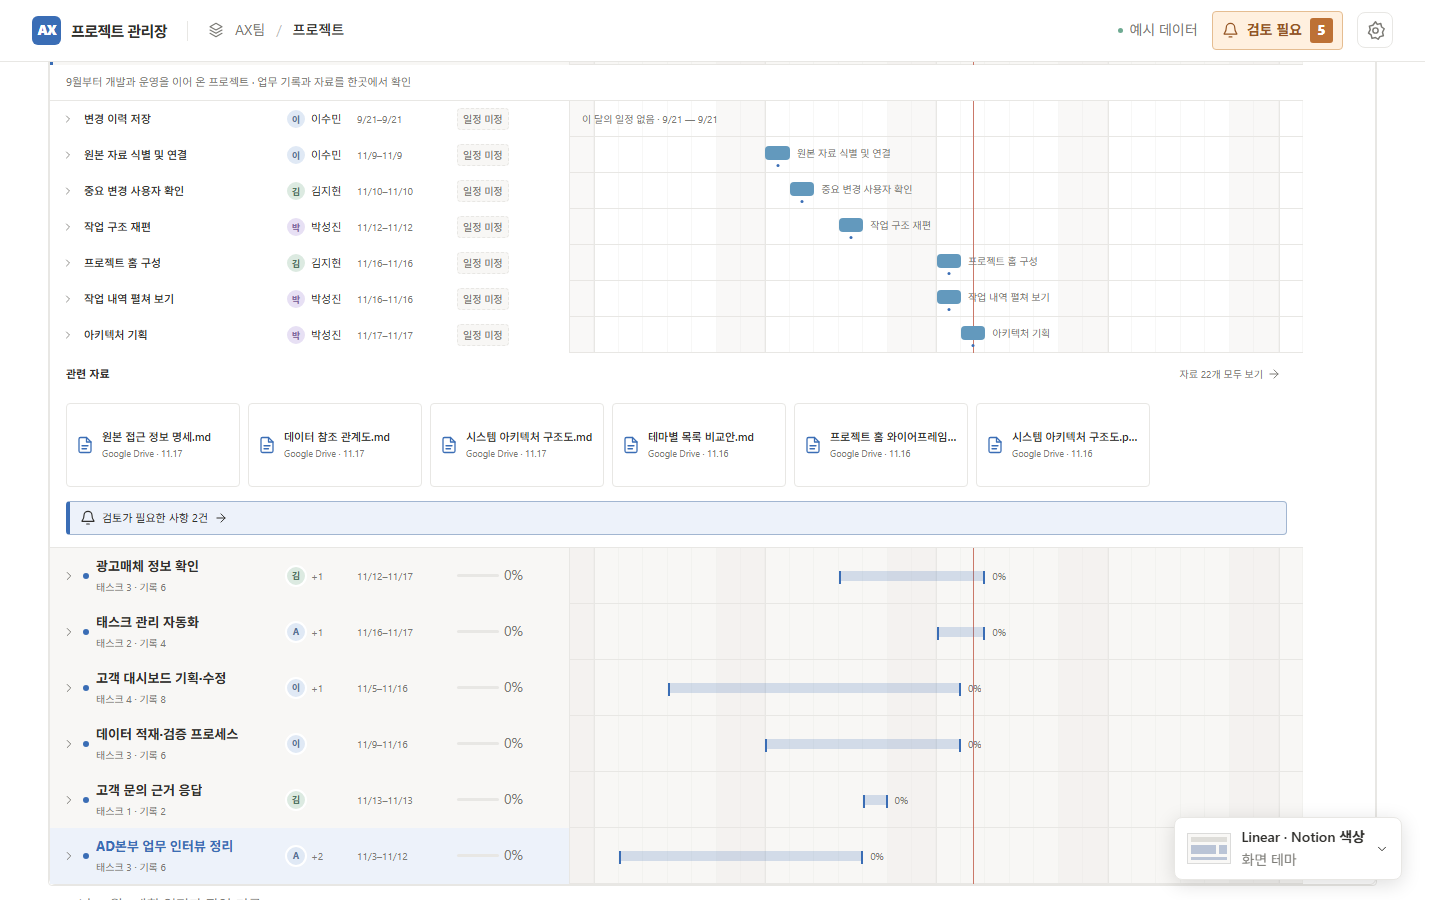 AX 프로젝트 관리장 AX팀 / 프로젝트 예시 데이터 검토 필요 5
9월부터 개발과 운영을 이어 온 프로젝트 · 업무 기록과 자료를 한곳에서 확인
변경 이력 저장 이 이수민 9/21–9/21 일정 미정 이 달의 일정 없음 · 9/21 — 9/21
원본 자료 식별 및 연결 이 이수민 11/9–11/9 일정 미정 원본 자료 식별 및 연결
중요 변경 사용자 확인 김 김지현 11/10–11/10 일정 미정 중요 변경 사용자 확인
작업 구조 재편 박 박성진 11/12–11/12 일정 미정 작업 구조 재편
프로젝트 홈 구성 김 김지현 11/16–11/16 일정 미정 프로젝트 홈 구성
작업 내역 펼쳐 보기 박 박성진 11/16–11/16 일정 미정 작업 내역 펼쳐 보기
아키텍처 기획 박 박성진 11/17–11/17 일정 미정 아키텍처 기획
관련 자료 자료 22개 모두 보기
원본 접근 정보 명세.md 데이터 참조 관계도.md 시스템 아키텍처 구조도.md 테마별 목록 비교안.md 프로젝트 홈 와이어프레임... 시스템 아키텍처 구조도.p...
Google Drive · 11.17 Google Drive · 11.17 Google Drive · 11.17 Google Drive · 11.16 Google Drive · 11.16 Google Drive · 11.16
검토가 필요한 사항 2건
광고매체 정보 확인
태스크 3 · 기록 6 김 +1 11/12–11/17 0% 0%
태스크 관리 자동화
태스크 2 · 기록 4 A +1 11/16–11/17 0% 0%
고객 대시보드 기획·수정
태스크 4 · 기록 8 이 +1 11/5–11/16 0% 0%
데이터 적재·검증 프로세스
태스크 3 · 기록 6 이 11/9–11/16 0% 0%
고객 문의 근거 응답
태스크 1 · 기록 2 김 11/13–11/13 0% 0%
AD본부 업무 인터뷰 정리
태스크 3 · 기록 6 A +2 11/3–11/12 0% 0%
Linear · Notion 색상
화면 테마